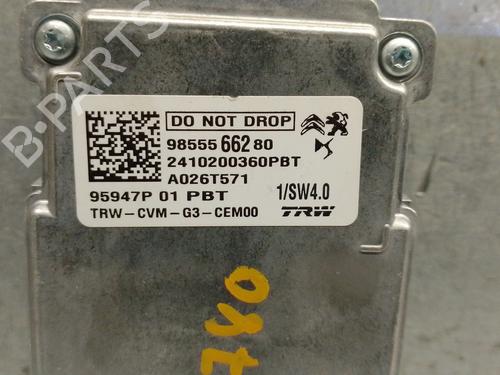 DO NOT DROP
98555 662 80
2410200360PBT
A026T571
95947P 01 PBT 1/SW4.0
TRW-CVM-G3-CEM00 TRW
B-PARTS